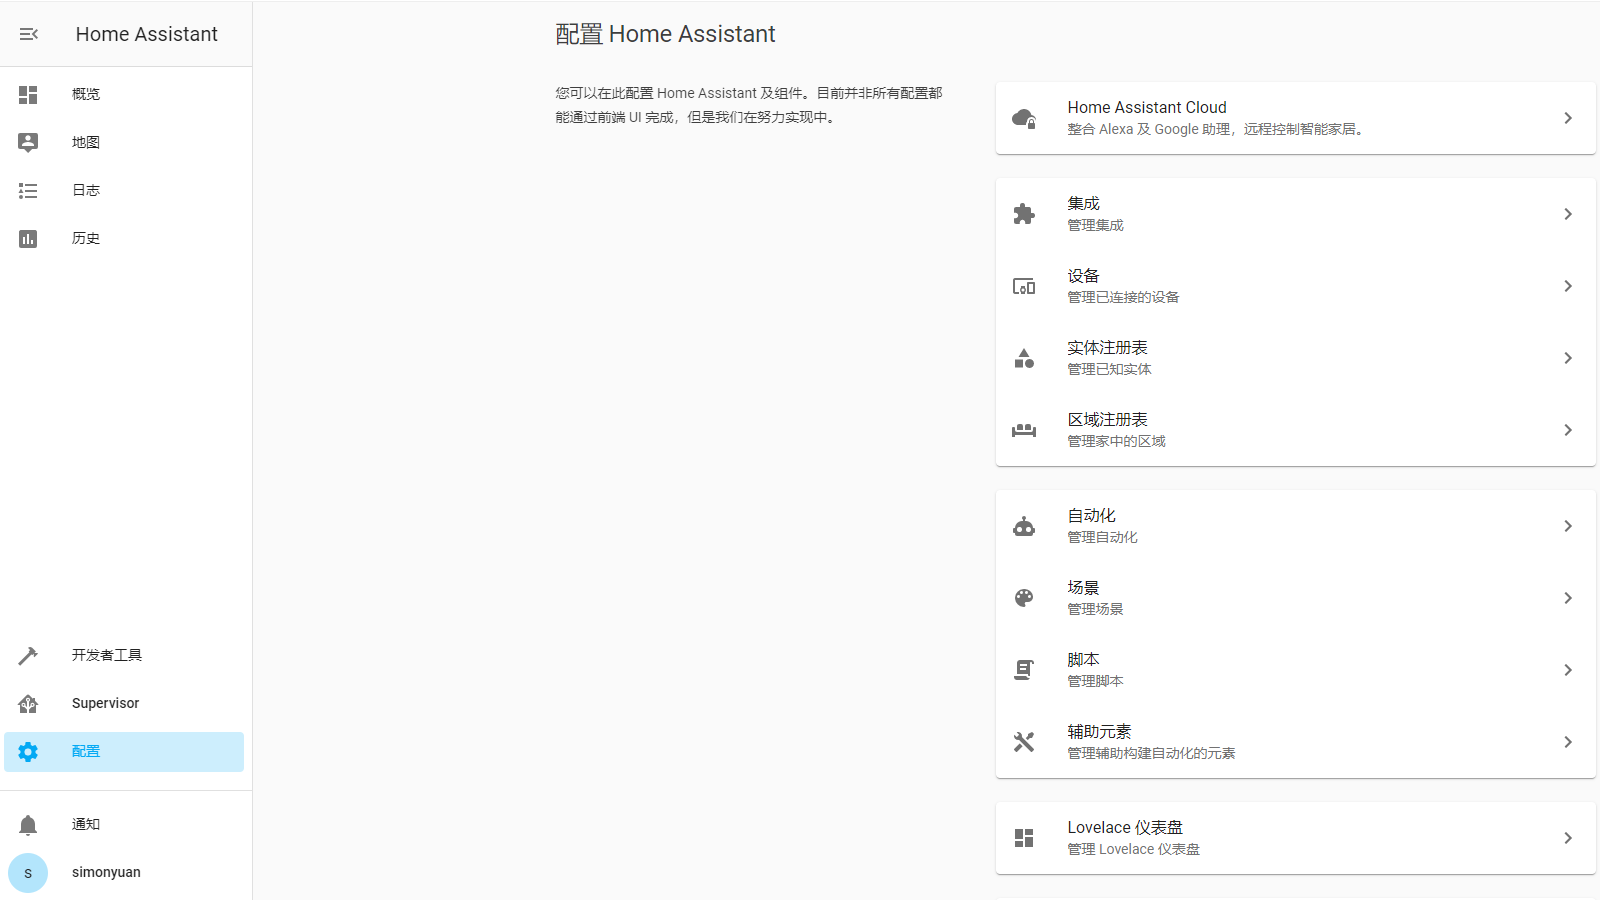 Home Assistant
概览
地图
日志
历史
开发者工具
Supervisor
配置
通知
s
simonyuan
配置 Home Assistant
您可以在此配置 Home Assistant 及组件。目前并非所有配置都
能通过前端 UI 完成，但是我们在努力实现中。
Home Assistant Cloud
整合 Alexa 及 Google 助理，远程控制智能家居。
集成
管理集成
设备
管理已连接的设备
实体注册表
管理已知实体
区域注册表
管理家中的区域
自动化
管理自动化
场景
管理场景
脚本
管理脚本
辅助元素
管理辅助构建自动化的元素
Lovelace 仪表盘
管理 Lovelace 仪表盘